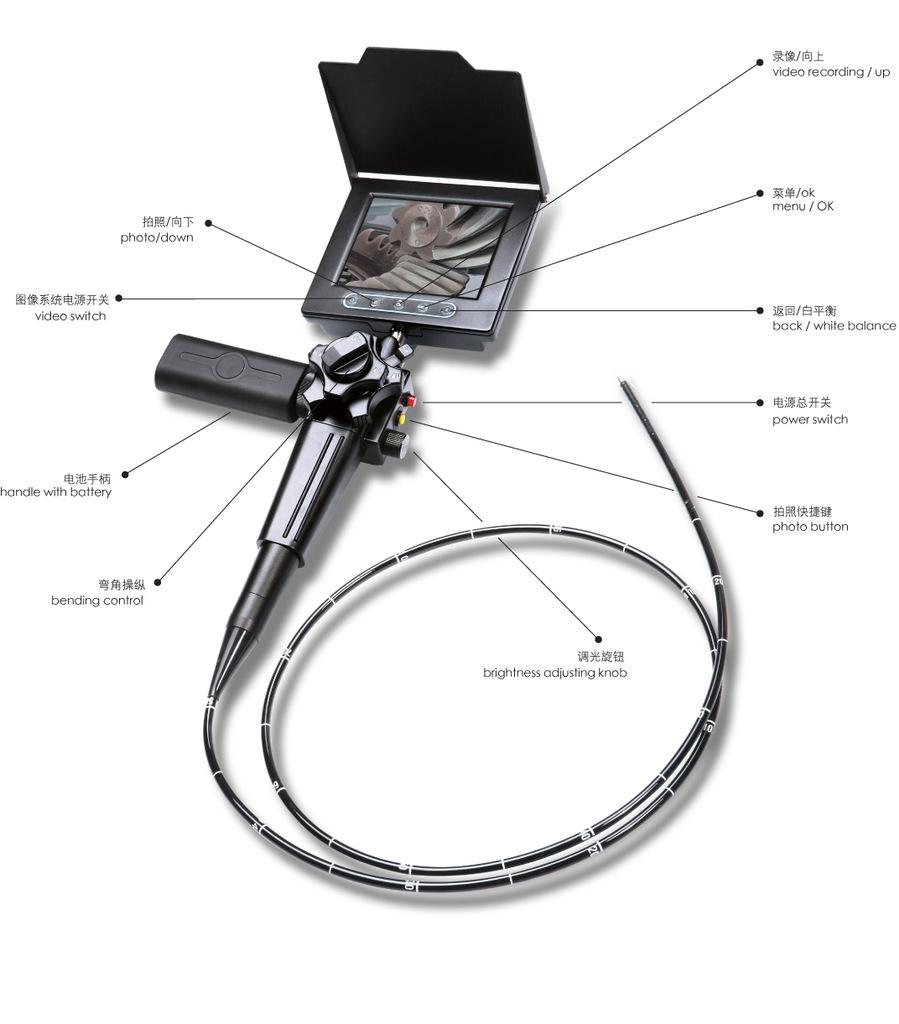 录像/向上
video recording / up
菜单/ok
menu / OK
拍照/向下
photo/down
图像系统电源开关
video switch
返回/白平衡
back / white balance
电源总开关
power switch
电池手柄
handle with battery
拍照快捷键
photo button
弯角操纵
bending control
调光旋钮
brightness adjusting knob